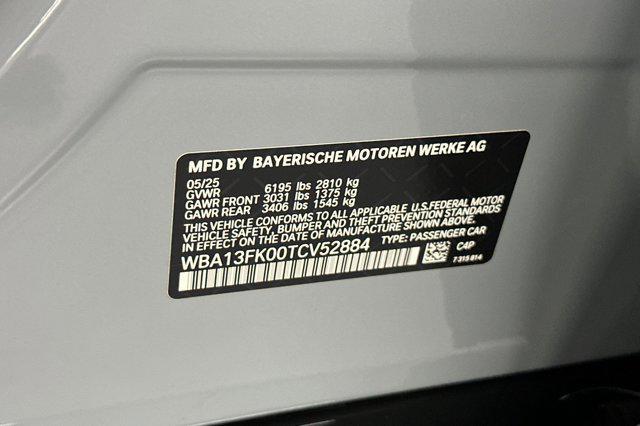 MFD BY BAYERISCHE MOTOREN WERKE AG
05/25
GVWR 6195 lbs 2810 kg
GAWR FRONT 3031 lbs 1375 kg
GAWR REAR 3406 lbs 1545 kg
THIS VEHICLE CONFORMS TO ALL APPLICABLE U.S.FEDERAL MOTOR
VEHICLE SAFETY, BUMPER AND THEFT PREVENTION STANDARDS
IN EFFECT ON THE DATE OF MANUFACTURE SHOWN ABOVE.
WBA13FK00TCV52884 TYPE: PASSENGER CAR
C4P
7 315 814